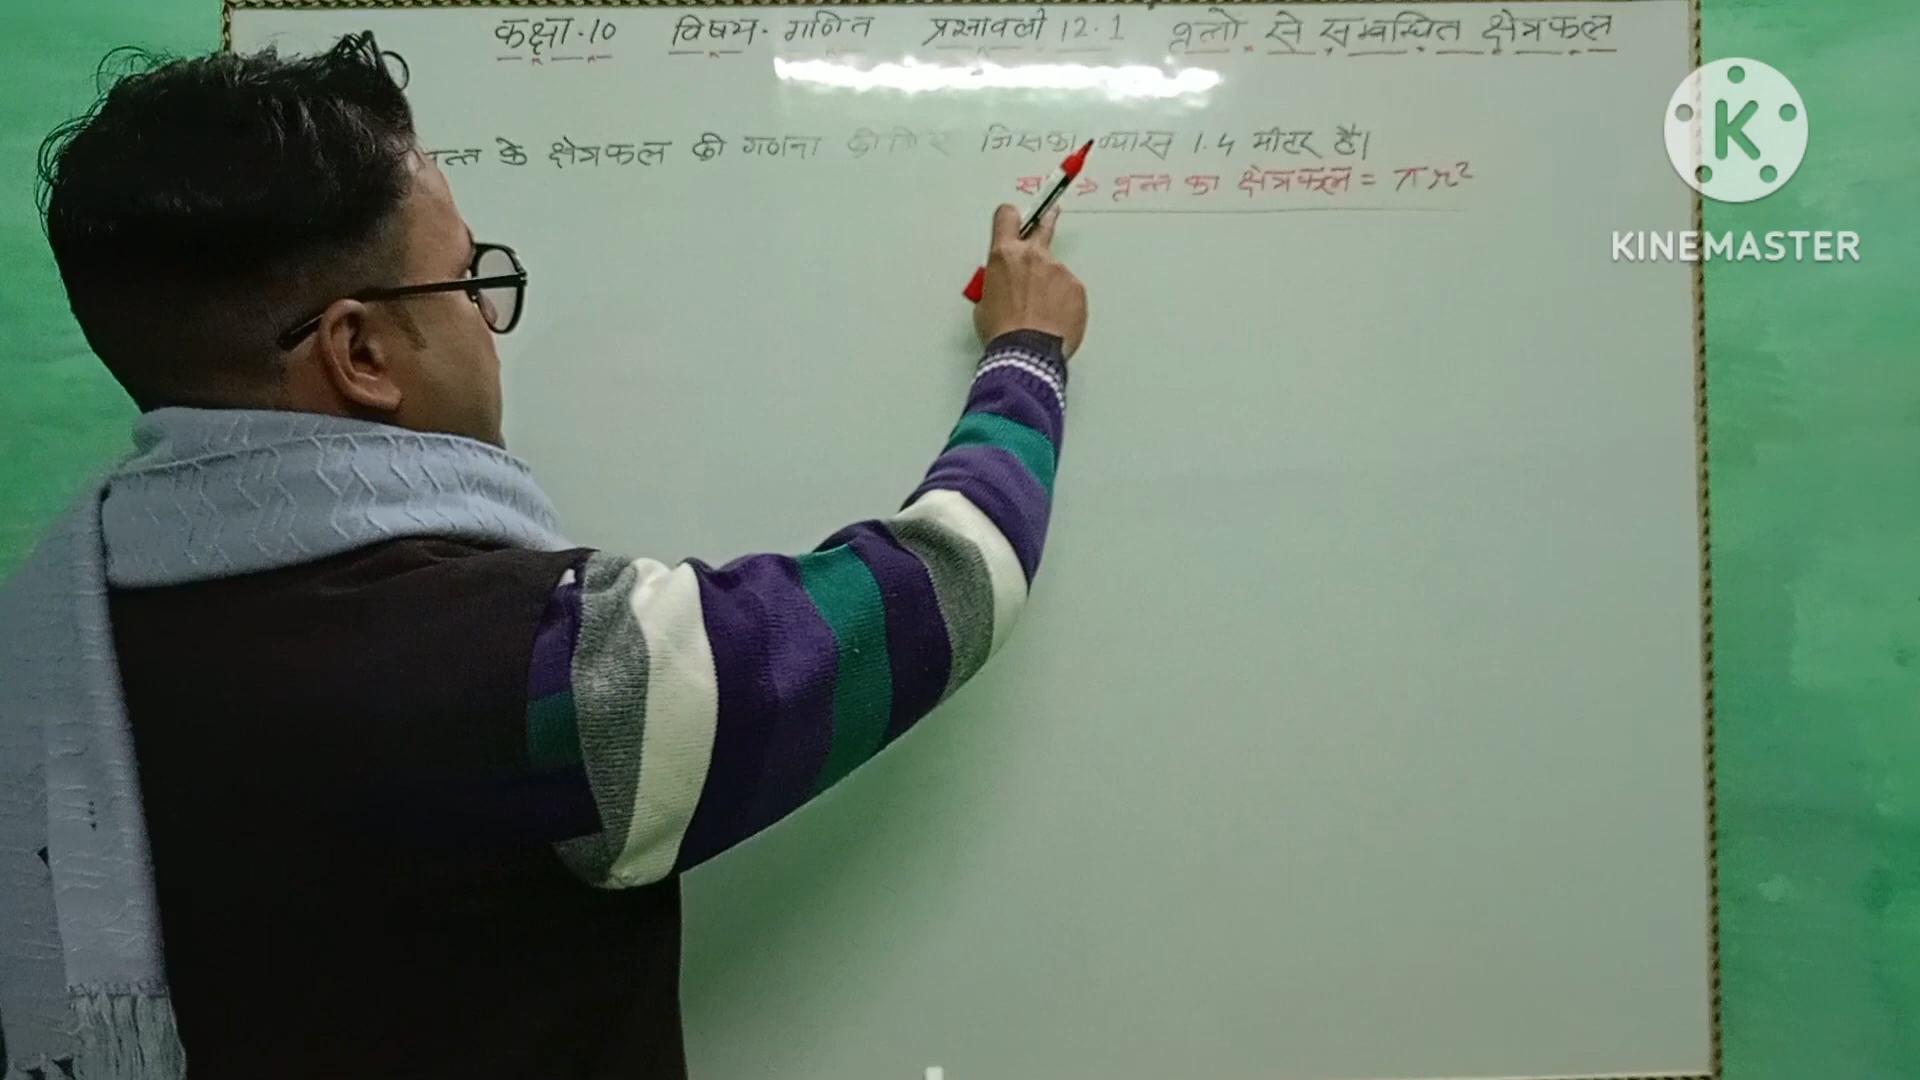 कक्षा.10 विषय. गणित प्रश्नावली 12.1 वृत्तो से सम्बन्धित क्षेत्रफल
के क्षेत्रफल की गणना कीजिए जिसका व्यास 1.4 मीटर है।
वृत्त का क्षेत्रफल = πr²
K
KINEMASTER